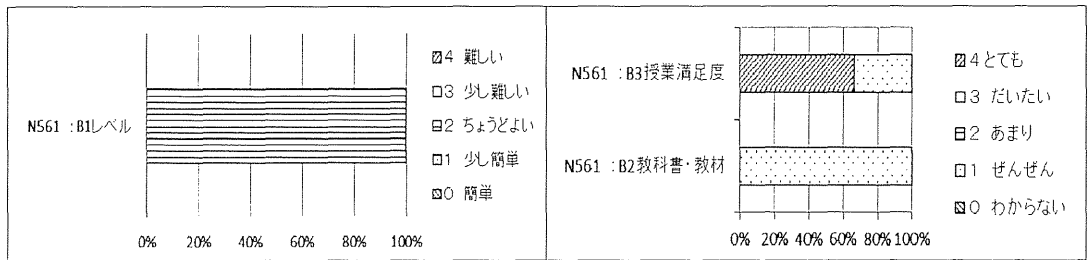 N561 :B1レベル
0% 20% 40% 60% 80% 100%
4 難しい
3 少し難しい
2 ちょうどよい
1 少し簡単
0 簡単
N561 :B3授業満足度
N561 :B2教科書・教材
0% 20% 40% 60% 80% 100%
4とても
3 だいたい
2 あまり
1 ぜんぜん
0 わからない